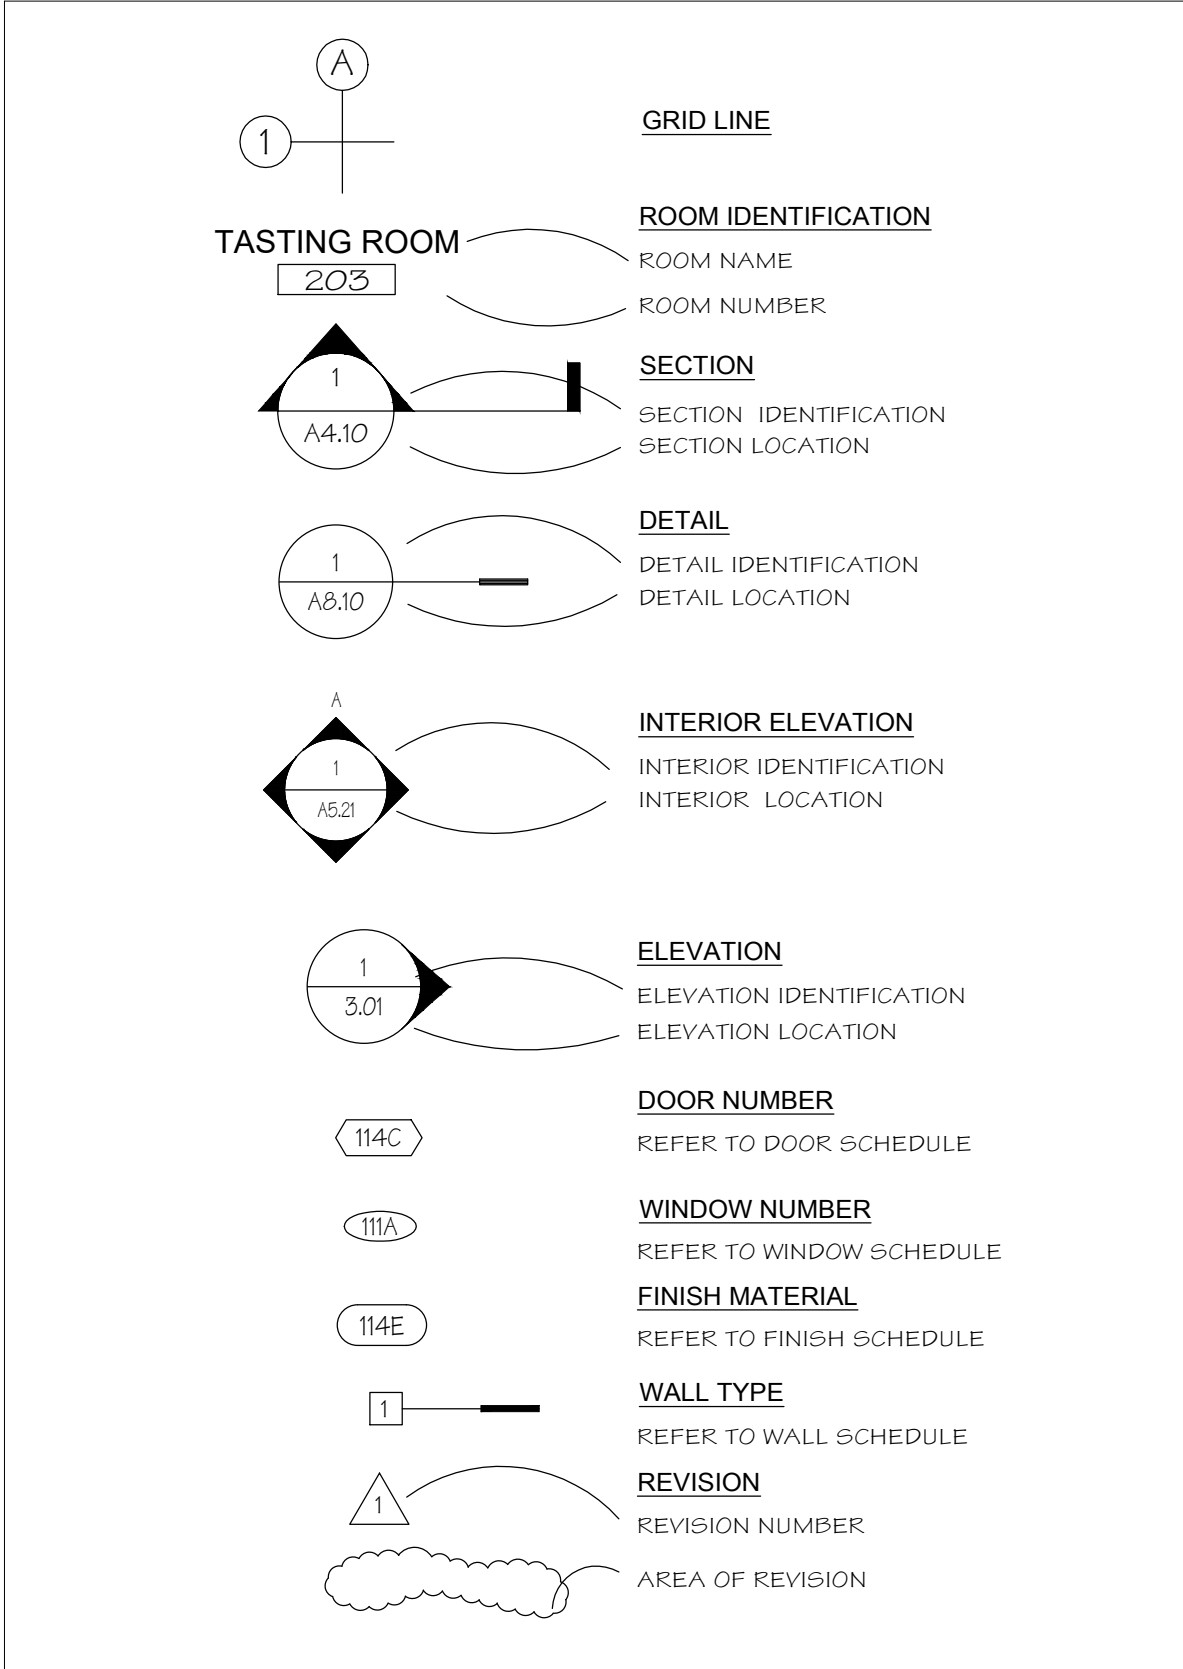 A
1
GRID LINE
ROOM IDENTIFICATION
TASTING ROOM
ROOM NAME
203
ROOM NUMBER
SECTION
1
SECTION IDENTIFICATION
A4.10
SECTION LOCATION
DETAIL
1
DETAIL IDENTIFICATION
A8.10
DETAIL LOCATION
A
INTERIOR ELEVATION
1
INTERIOR IDENTIFICATION
A5.21
INTERIOR LOCATION
ELEVATION
1
ELEVATION IDENTIFICATION
3.01
ELEVATION LOCATION
DOOR NUMBER
114C
REFER TO DOOR SCHEDULE
WINDOW NUMBER
111A
REFER TO WINDOW SCHEDULE
FINISH MATERIAL
114E
REFER TO FINISH SCHEDULE
WALL TYPE
1
REFER TO WALL SCHEDULE
REVISION
1
REVISION NUMBER
AREA OF REVISION